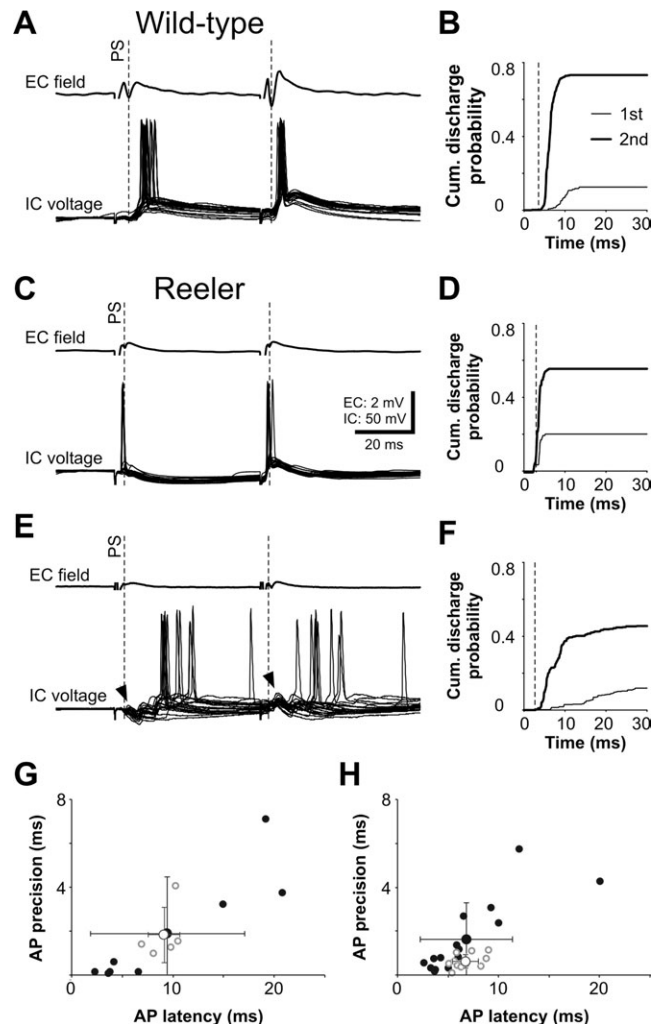 A
Wild-type
B
PS
EC field
IC voltage
0.8
0.4
0
Cum. discharge
probability
1st
2nd
0 10 20 30
Time (ms)
C
Reeler
D
PS
EC field
EC: 2 mV
IC: 50 mV
20 ms
IC voltage
0.8
0.4
0
Cum. discharge
probability
0 10 20 30
Time (ms)
E
F
PS
EC field
IC voltage
0.8
0.4
0
Cum. discharge
probability
0 10 20 30
Time (ms)
G
H
8
4
AP precision (ms)
0 10 20
AP latency (ms)
8
4
AP precision (ms)
0 10 20
AP latency (ms)